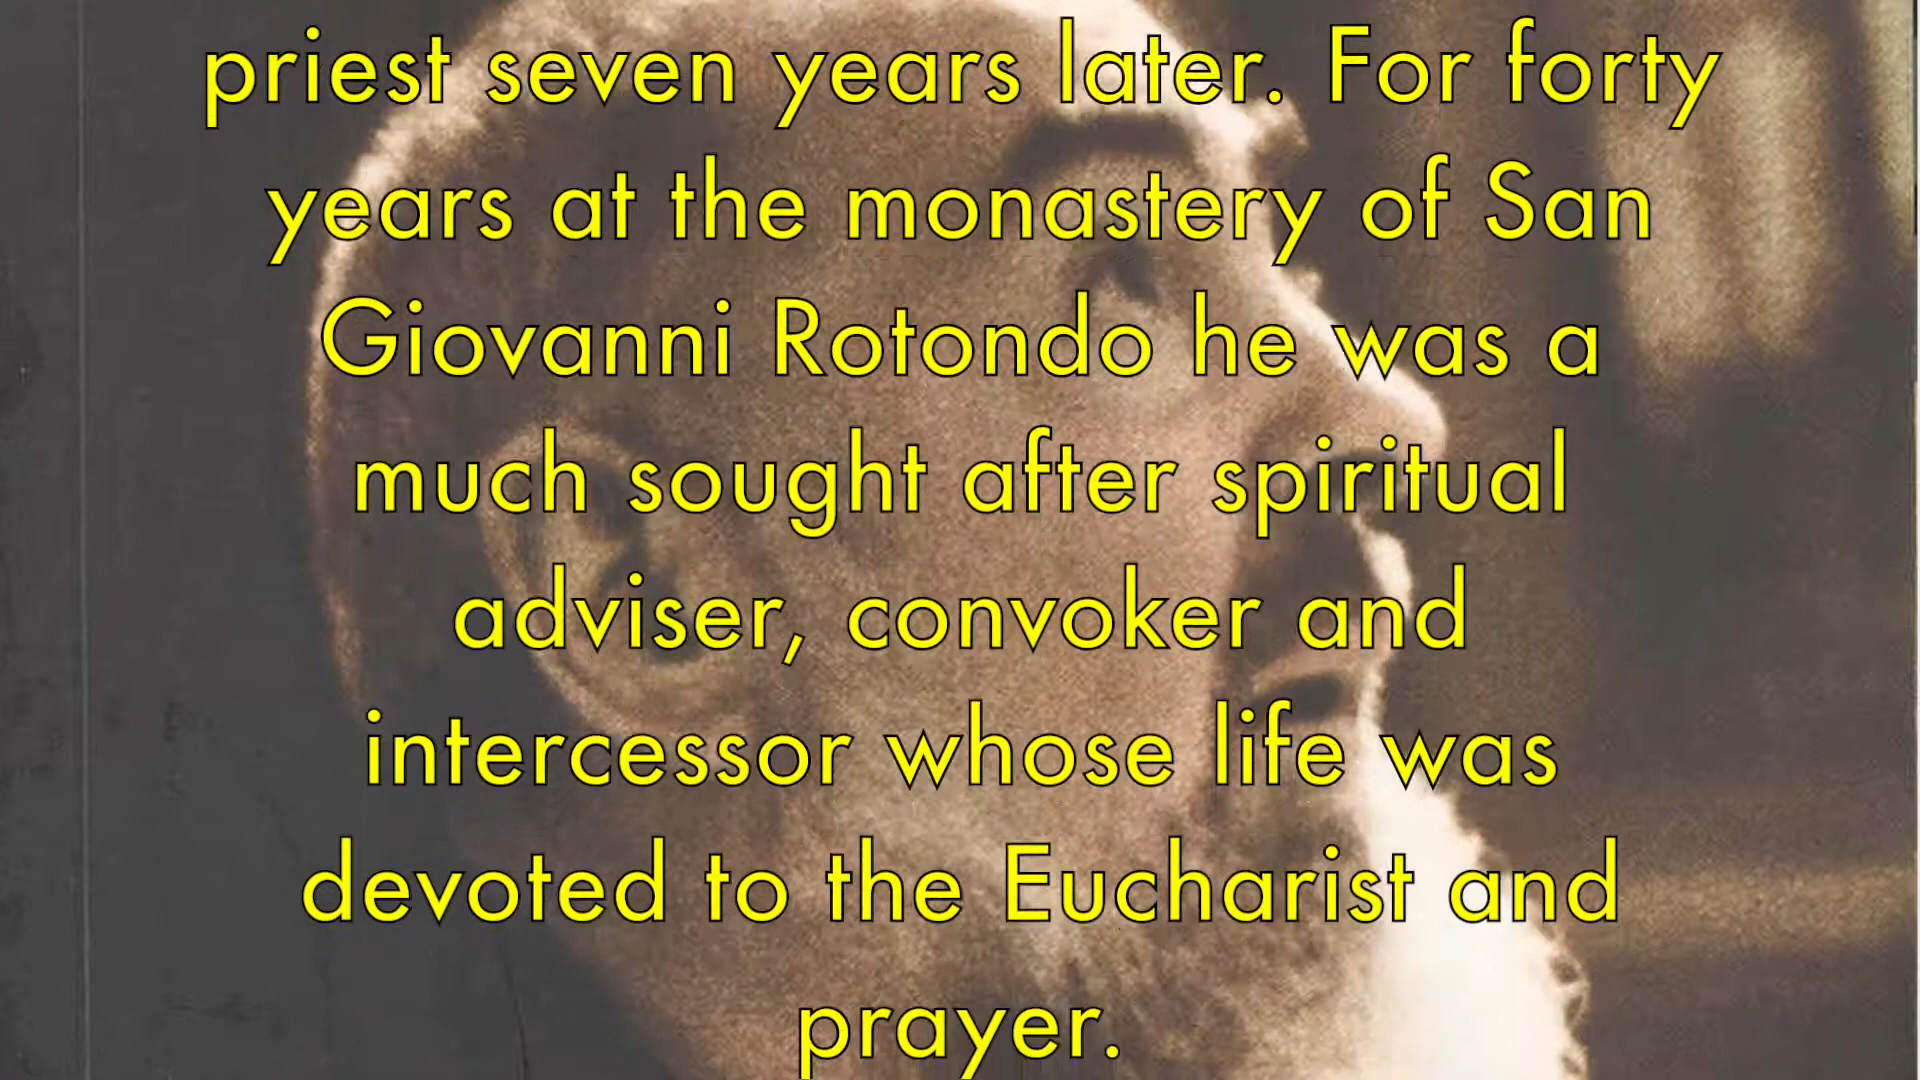 priest seven years later. For forty
years at the monastery of San
Giovanni Rotondo he was a
much sought after spiritual
adviser, convoker and
intercessor whose life was
devoted to the Eucharist and
prayer.